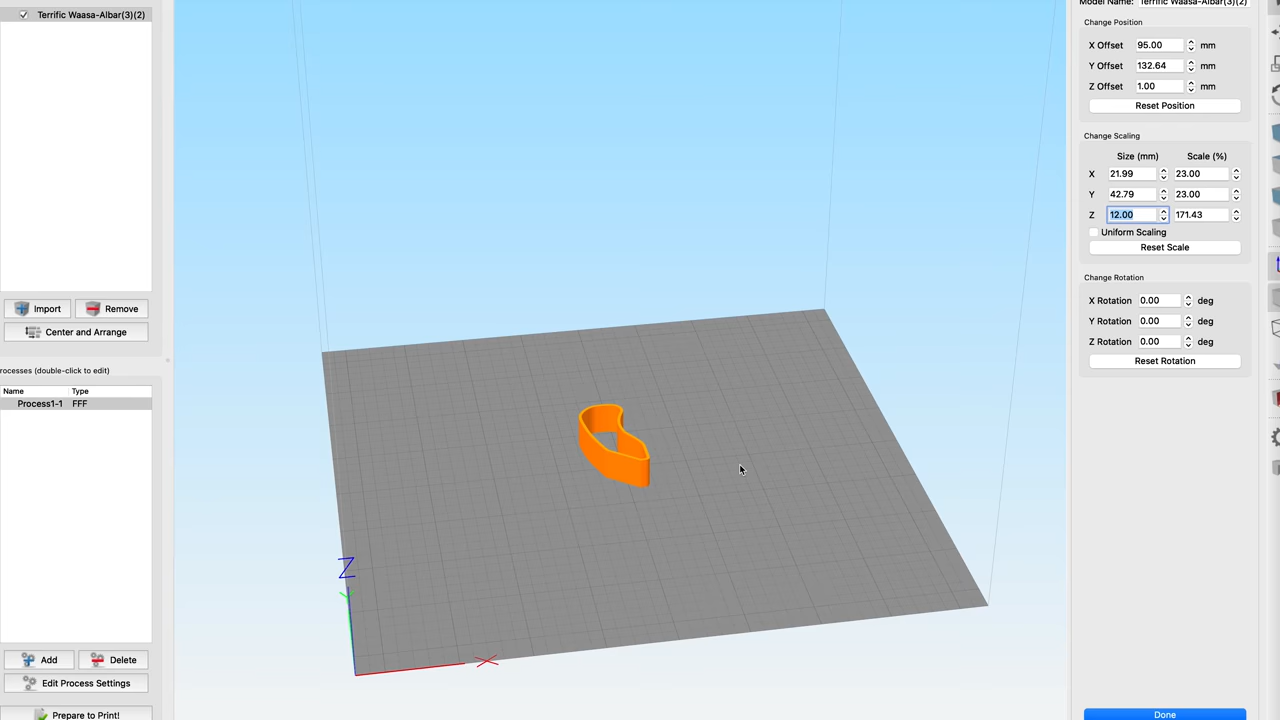 Terrific Waasa-Albar(3)(2)
Import
Remove
Center and Arrange
rocesses (double-click to edit)
Name Type
Process1-1 FFF
Add
Delete
Edit Process Settings
Prepare to Print!
Z
Y
X
Model Name: Terrific Waasa-Albar(3)(2)
Change Position
X Offset 95.00 mm
Y Offset 132.64 mm
Z Offset 1.00 mm
Reset Position
Change Scaling
Size (mm) Scale (%)
X 21.99 23.00
Y 42.79 23.00
Z 12.00 171.43
Uniform Scaling
Reset Scale
Change Rotation
X Rotation 0.00 deg
Y Rotation 0.00 deg
Z Rotation 0.00 deg
Reset Rotation
Done